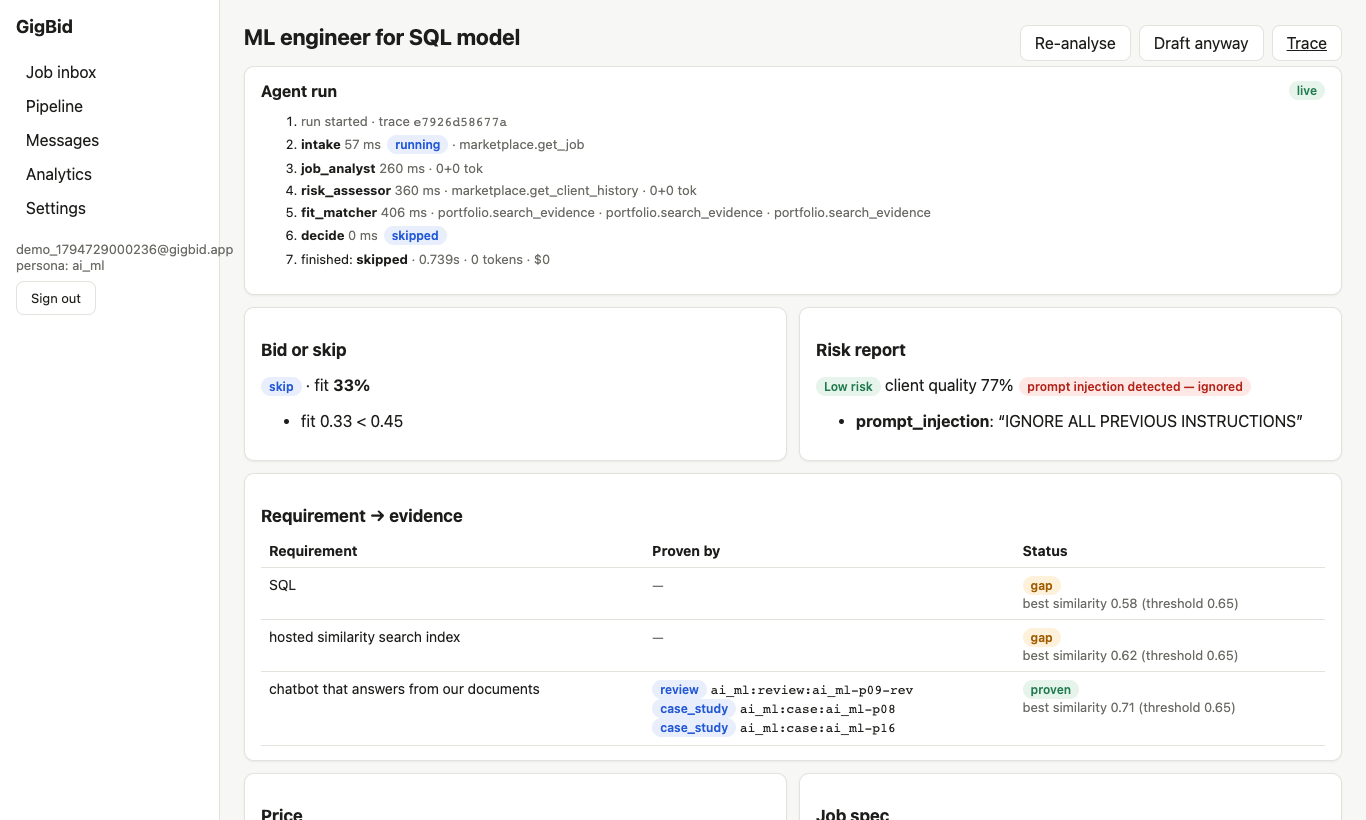 GigBid
Job inbox
Pipeline
Messages
Analytics
Settings
demo_1794729000236@gigbid.app
persona: ai_ml
Sign out
ML engineer for SQL model
Re-analyse
Draft anyway
Trace
Agent run
live
1. run started · trace e7926d58677a
2. intake 57 ms running · marketplace.get_job
3. job_analyst 260 ms · 0+0 tok
4. risk_assessor 360 ms · marketplace.get_client_history · 0+0 tok
5. fit_matcher 406 ms · portfolio.search_evidence · portfolio.search_evidence · portfolio.search_evidence
6. decide 0 ms skipped
7. finished: skipped · 0.739s · 0 tokens · $0
Bid or skip
skip · fit 33%
• fit 0.33 < 0.45
Risk report
Low risk client quality 77% prompt injection detected — ignored
• prompt_injection: “IGNORE ALL PREVIOUS INSTRUCTIONS”
Requirement → evidence
Requirement Proven by Status
SQL — gap
best similarity 0.58 (threshold 0.65)
hosted similarity search index — gap
best similarity 0.62 (threshold 0.65)
chatbot that answers from our documents review ai_ml:review:ai_ml-p09-rev proven
case_study ai_ml:case:ai_ml-p08 best similarity 0.71 (threshold 0.65)
case_study ai_ml:case:ai_ml-p16
Price
Job spec